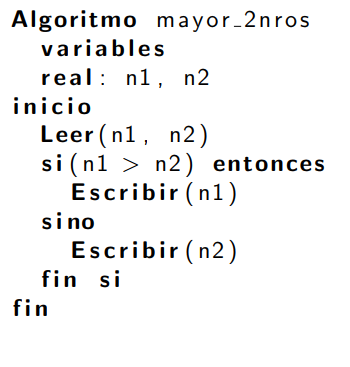 Algoritmo mayor_2nros
variables
real: n1, n2
inicio
Leer(n1, n2)
si(n1 > n2) entonces
Escribir(n1)
sino
Escribir(n2)
fin si
fin